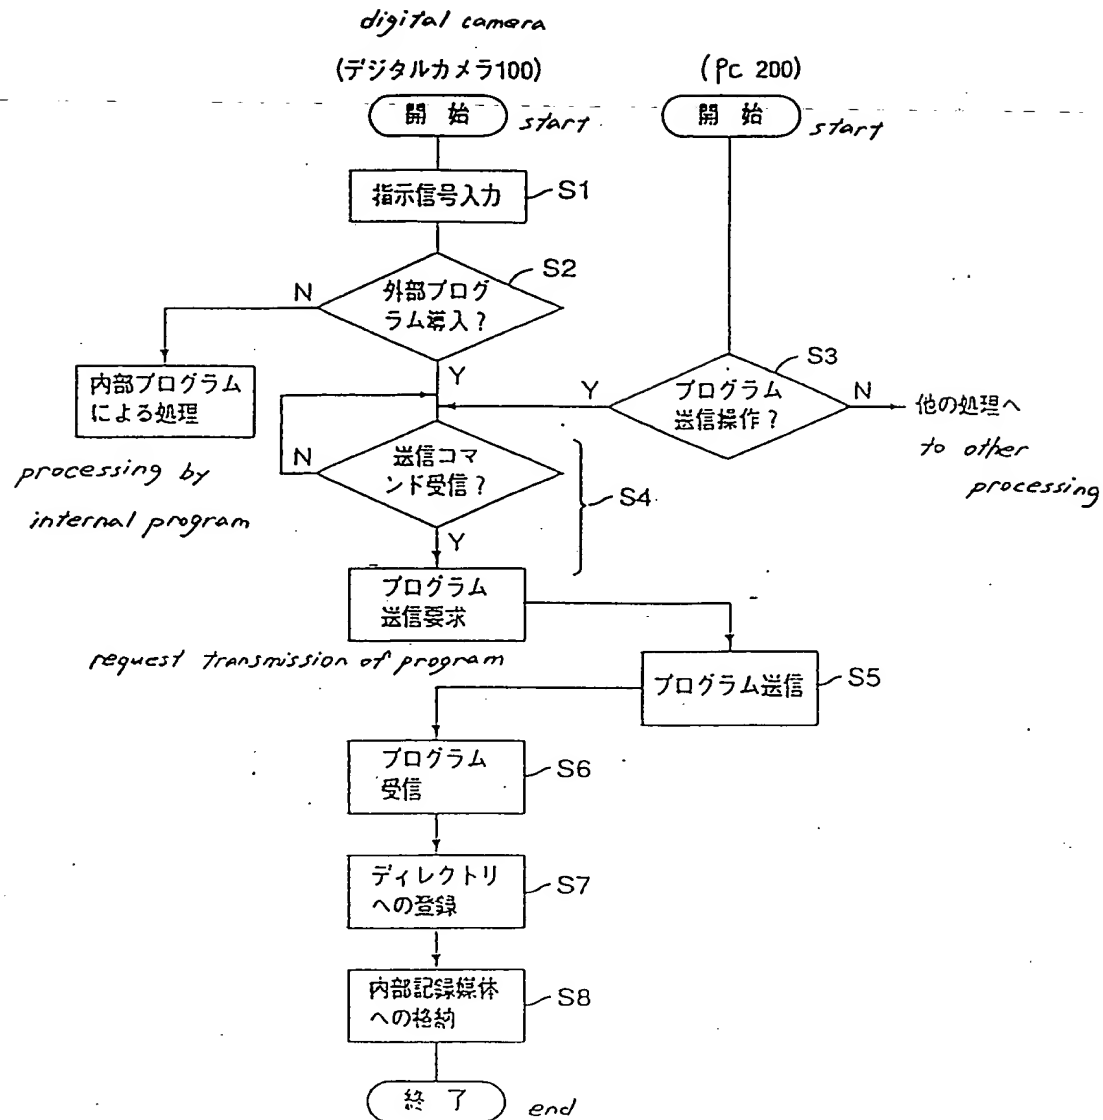 digital camera
(デジタルカメラ100)
(PC 200)
開 始
start
開 始
start
指示信号入力
S1
外部プログ
ラム導入?
S2
N
Y
内部プログラム
による処理
processing by
internal program
プログラム
送信操作?
S3
Y
N
他の処理へ
to other
processing
送信コマ
ンド受信?
N
Y
S4
プログラム
送信要求
request transmission of program
プログラム送信
S5
プログラム
受信
S6
ディレクトリ
への登録
S7
内部記録媒体
への格納
S8
終 了
end